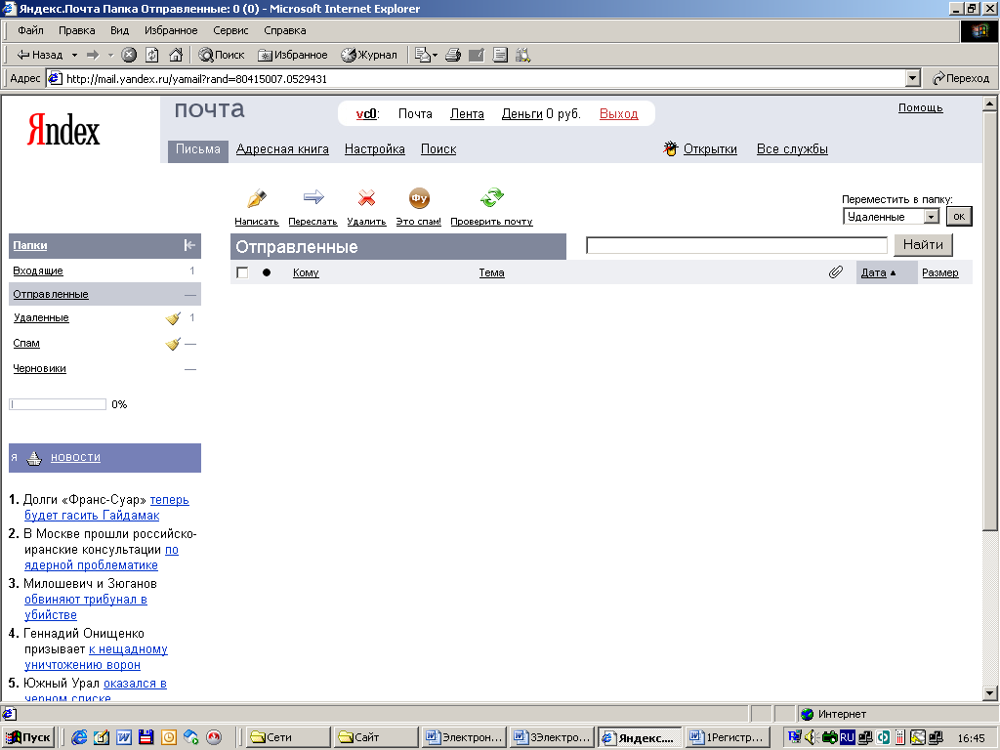 Яндекс.Почта Папка Отправленные: 0 (0) - Microsoft Internet Explorer
Файл Правка Вид Избранное Сервис Справка
Назад Поиск Избранное Журнал
Адрес http://mail.yandex.ru/yamail?rand=80415007.0529431 Переход
Яndex
почта
vc0: Почта Лента Деньги 0 руб. Выход
Помощь
Письма Адресная книга Настройка Поиск Открытки Все службы
Фу
Написать Переслать Удалить Это спам! Проверить почту
Переместить в папку:
Удаленные ок
Папки
Отправленные Найти
Кому Тема Дата Размер
Входящие 1
Отправленные —
Удаленные 1
Спам —
Черновики —
0%
Я новости
1. Долги «Франс-Суар» теперь
будет гасить Гайдамак
2. В Москве прошли российско-
иранские консультации по
ядерной проблематике
3. Милошевич и Зюганов
обвиняют трибунал в
убийстве
4. Геннадий Онищенко
призывает к нещадному
уничтожению ворон
5. Южный Урал оказался в
черном списке
Интернет
Пуск Сети Сайт Электрон... 3Электро... Яндекс.... 1Регистр... RU 16:45